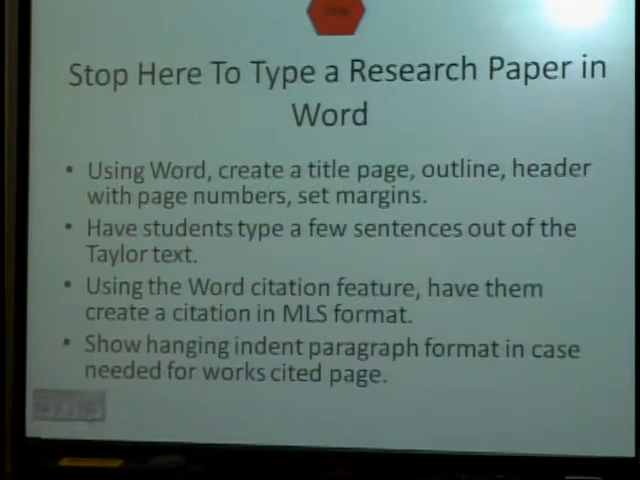 Stop Here To Type a Research Paper in
Word
• Using Word, create a title page, outline, header
with page numbers, set margins.
• Have students type a few sentences out of the
Taylor text.
• Using the Word citation feature, have them
create a citation in MLS format.
• Show hanging indent paragraph format in case
needed for works cited page.